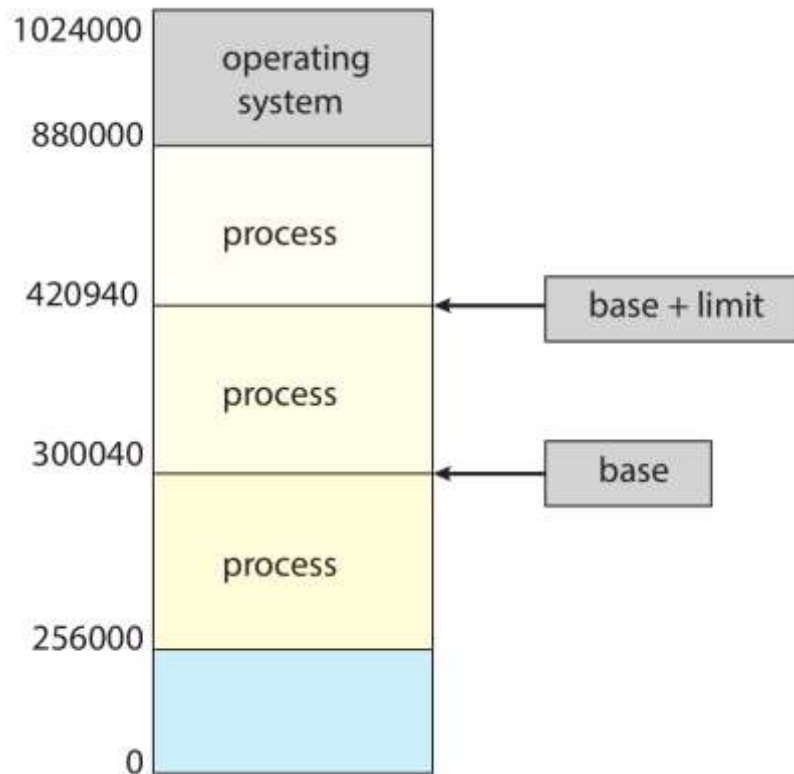 1024000
operating
system
880000
process
420940
base + limit
process
300040
base
process
256000
0